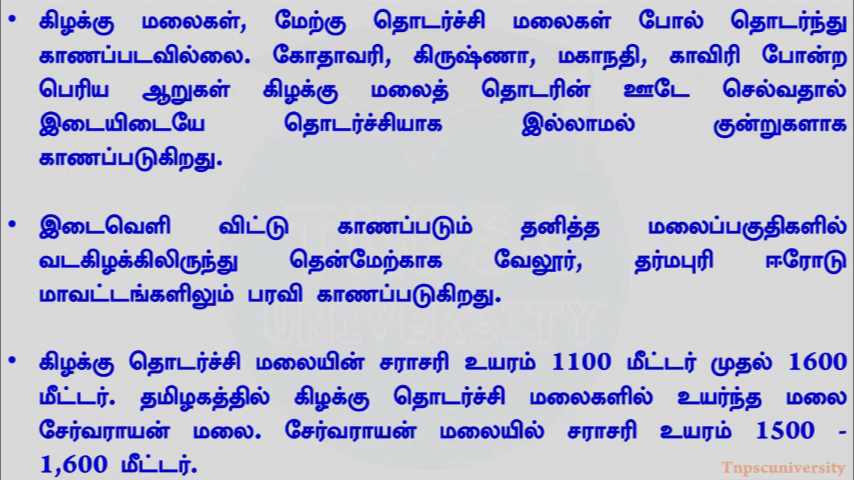 • கிழக்கு மலைகள், மேற்கு தொடர்ச்சி மலைகள் போல் தொடர்ந்து
காணப்படவில்லை. கோதாவரி, கிருஷ்ணா, மகாநதி, காவிரி போன்ற
பெரிய ஆறுகள் கிழக்கு மலைத் தொடரின் ஊடே செல்வதால்
இடையிடையே தொடர்ச்சியாக இல்லாமல் குன்றுகளாக
காணப்படுகிறது.
• இடைவெளி விட்டு காணப்படும் தனித்த மலைப்பகுதிகளில்
வடகிழக்கிலிருந்து தென்மேற்காக வேலூர், தர்மபுரி ஈரோடு
மாவட்டங்களிலும் பரவி காணப்படுகிறது.
• கிழக்கு தொடர்ச்சி மலையின் சராசரி உயரம் 1100 மீட்டர் முதல் 1600
மீட்டர். தமிழகத்தில் கிழக்கு தொடர்ச்சி மலைகளில் உயர்ந்த மலை
சேர்வராயன் மலை. சேர்வராயன் மலையில் சராசரி உயரம் 1500 -
1,600 மீட்டர்.
UNIVERSITY
Tnpscuniversity